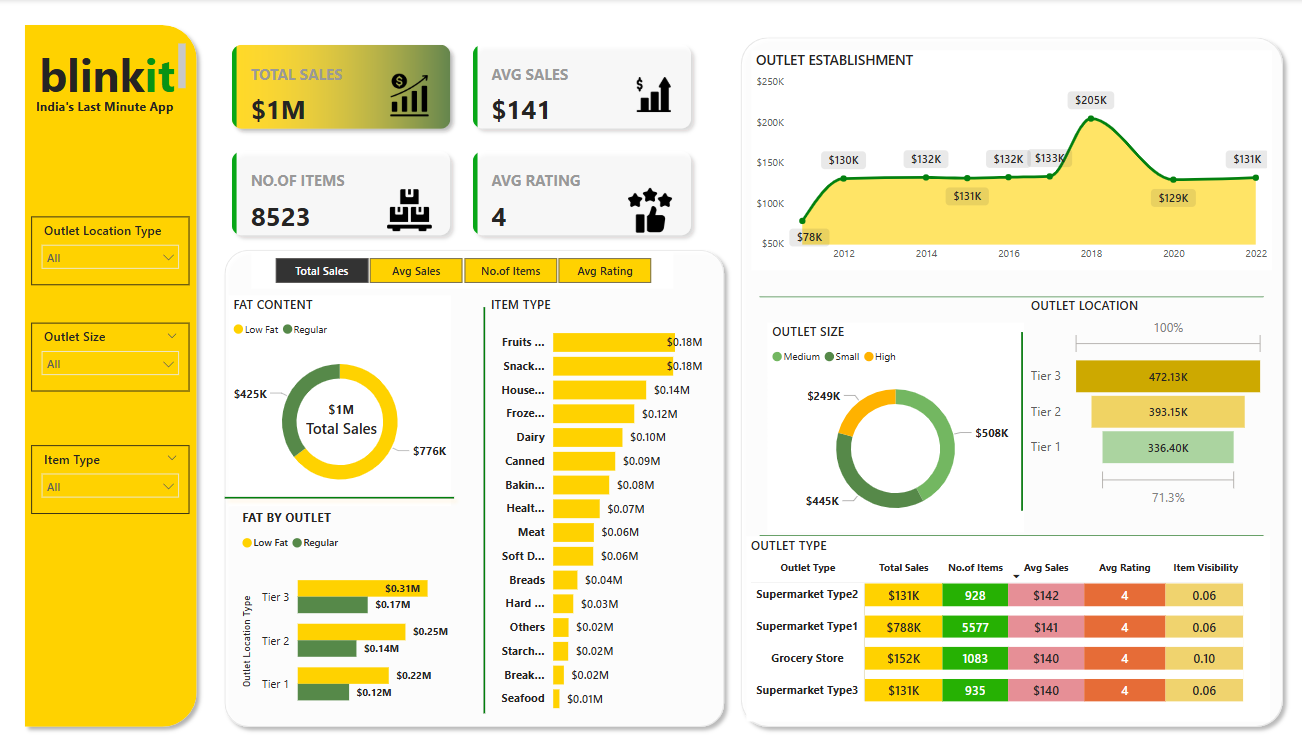 blinkit
India's Last Minute App
Outlet Location Type
All
Outlet Size
All
Item Type
All
TOTAL SALES
$1M
AVG SALES
$141
NO.OF ITEMS
8523
AVG RATING
4
Total Sales Avg Sales No.of Items Avg Rating
FAT CONTENT
Low Fat Regular
$425K
$1M
Total Sales
$776K
FAT BY OUTLET
Low Fat Regular
Outlet Location Type
Tier 3 $0.31M
$0.17M
Tier 2 $0.25M
$0.14M
Tier 1 $0.22M
$0.12M
ITEM TYPE
Fruits ... $0.18M
Snack... $0.18M
House... $0.14M
Froze... $0.12M
Dairy $0.10M
Canned $0.09M
Bakin... $0.08M
Healt... $0.07M
Meat $0.06M
Soft D... $0.06M
Breads $0.04M
Hard ... $0.03M
Others $0.02M
Starch... $0.02M
Break... $0.02M
Seafood $0.01M
OUTLET ESTABLISHMENT
$250K
$200K
$150K
$100K
$50K
$78K
$130K
$132K
$131K
$132K
$133K
$205K
$129K
$131K
2012 2014 2016 2018 2020 2022
OUTLET SIZE
Medium Small High
$249K
$508K
$445K
OUTLET LOCATION
100%
Tier 3 472.13K
Tier 2 393.15K
Tier 1 336.40K
71.3%
OUTLET TYPE
Outlet Type Total Sales No.of Items Avg Sales Avg Rating Item Visibility
Supermarket Type2 $131K 928 $142 4 0.06
Supermarket Type1 $788K 5577 $141 4 0.06
Grocery Store $152K 1083 $140 4 0.10
Supermarket Type3 $131K 935 $140 4 0.06